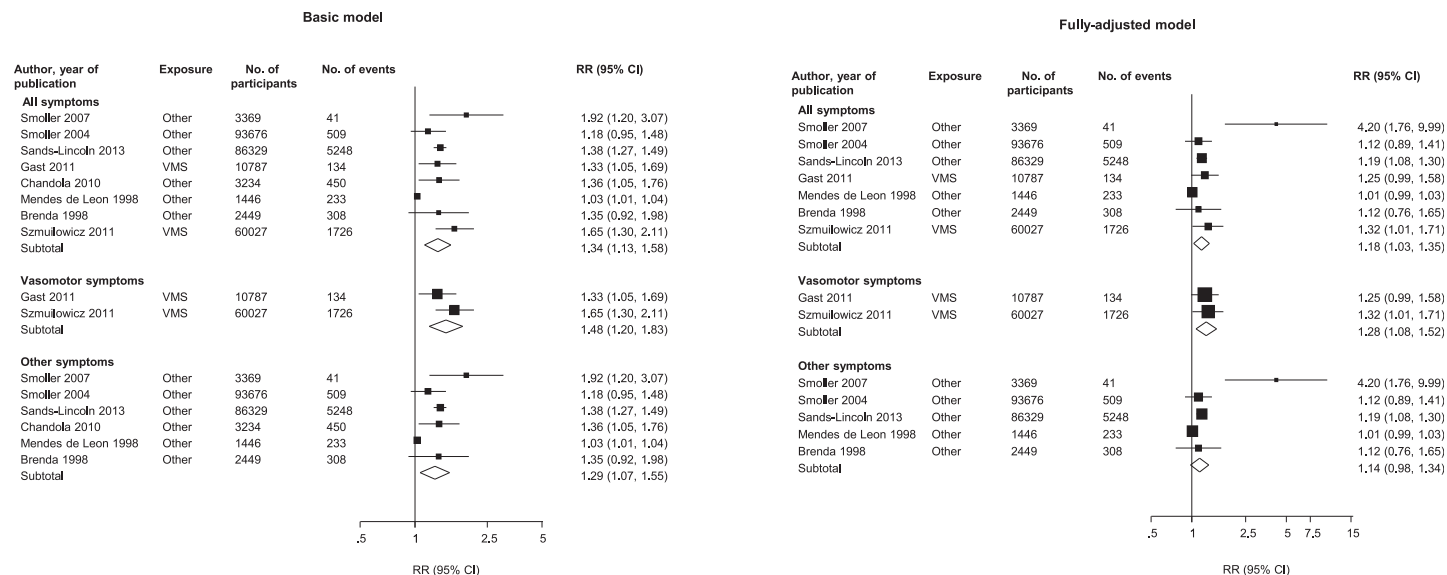 Basic model
Author, year of publication Exposure No. of participants No. of events RR (95% CI)
All symptoms
Smoller 2007 Other 3369 41 1.92 (1.20, 3.07)
Smoller 2004 Other 93676 509 1.18 (0.95, 1.48)
Sands-Lincoln 2013 Other 86329 5248 1.38 (1.27, 1.49)
Gast 2011 VMS 10787 134 1.33 (1.05, 1.69)
Chandola 2010 Other 3234 450 1.36 (1.05, 1.76)
Mendes de Leon 1998 Other 1446 233 1.03 (1.01, 1.04)
Brenda 1998 Other 2449 308 1.35 (0.92, 1.98)
Szmuilowicz 2011 VMS 60027 1726 1.65 (1.30, 2.11)
Subtotal 1.34 (1.13, 1.58)
Vasomotor symptoms
Gast 2011 VMS 10787 134 1.33 (1.05, 1.69)
Szmuilowicz 2011 VMS 60027 1726 1.65 (1.30, 2.11)
Subtotal 1.48 (1.20, 1.83)
Other symptoms
Smoller 2007 Other 3369 41 1.92 (1.20, 3.07)
Smoller 2004 Other 93676 509 1.18 (0.95, 1.48)
Sands-Lincoln 2013 Other 86329 5248 1.38 (1.27, 1.49)
Chandola 2010 Other 3234 450 1.36 (1.05, 1.76)
Mendes de Leon 1998 Other 1446 233 1.03 (1.01, 1.04)
Brenda 1998 Other 2449 308 1.35 (0.92, 1.98)
Subtotal 1.29 (1.07, 1.55)
.5 1 2.5 5
RR (95% CI)
Fully-adjusted model
Author, year of publication Exposure No. of participants No. of events RR (95% CI)
All symptoms
Smoller 2007 Other 3369 41 4.20 (1.76, 9.99)
Smoller 2004 Other 93676 509 1.12 (0.89, 1.41)
Sands-Lincoln 2013 Other 86329 5248 1.19 (1.08, 1.30)
Gast 2011 VMS 10787 134 1.25 (0.99, 1.58)
Mendes de Leon 1998 Other 1446 233 1.01 (0.99, 1.03)
Brenda 1998 Other 2449 308 1.12 (0.76, 1.65)
Szmuilowicz 2011 VMS 60027 1726 1.32 (1.01, 1.71)
Subtotal 1.18 (1.03, 1.35)
Vasomotor symptoms
Gast 2011 VMS 10787 134 1.25 (0.99, 1.58)
Szmuilowicz 2011 VMS 60027 1726 1.32 (1.01, 1.71)
Subtotal 1.28 (1.08, 1.52)
Other symptoms
Smoller 2007 Other 3369 41 4.20 (1.76, 9.99)
Smoller 2004 Other 93676 509 1.12 (0.89, 1.41)
Sands-Lincoln 2013 Other 86329 5248 1.19 (1.08, 1.30)
Mendes de Leon 1998 Other 1446 233 1.01 (0.99, 1.03)
Brenda 1998 Other 2449 308 1.12 (0.76, 1.65)
Subtotal 1.14 (0.98, 1.34)
.5 1 2.5 5 7.5 15
RR (95% CI)